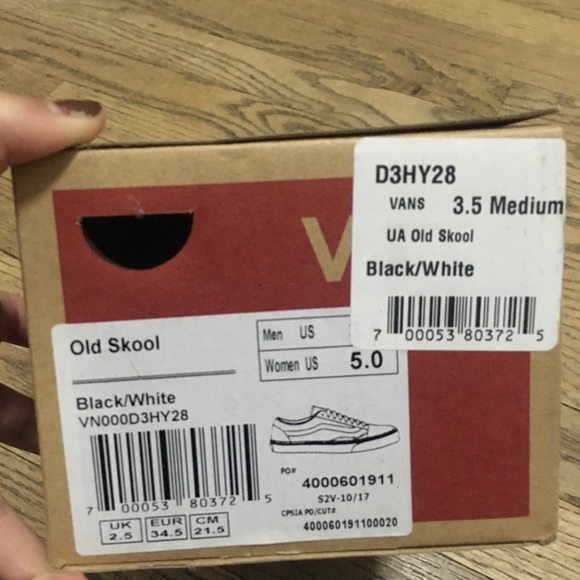 D3HY28
VANS 3.5 Medium
UA Old Skool
Black/White
7 00053 80372 5
V
Old Skool
Men US 3
Women US 5.0
Black/White
VN000D3HY28
7 00053 80372 5
UK 2.5
EUR 34.5
CM 21.5
PO# 4000601911
S2V-10/17
CPSIA PO/CUT#
400060191100020